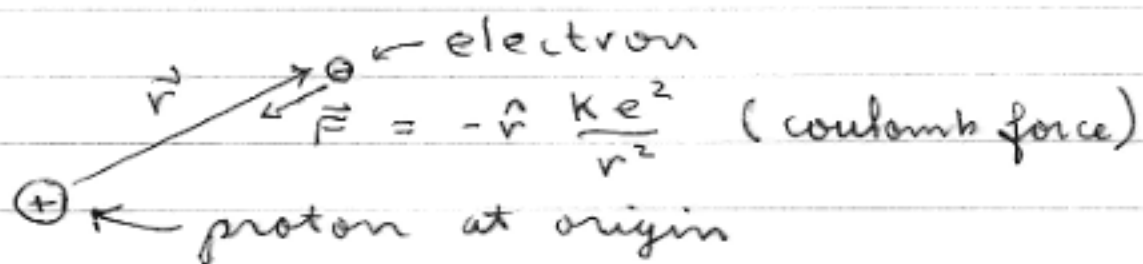 ⊖ ← electron
r⃗
F⃗ = - r̂ ke²/r² (coulomb force)
⊕ ← proton at origin